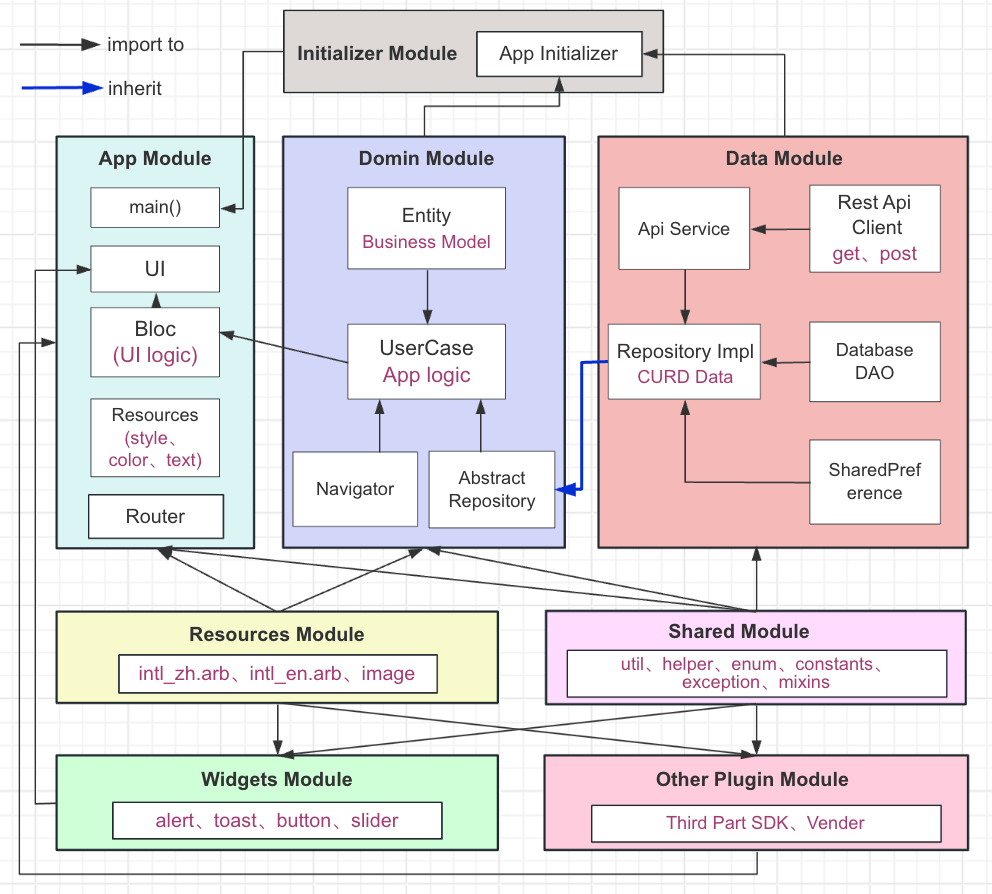 import to
inherit
Initializer Module
App Initializer
App Module
main()
UI
Bloc
(UI logic)
Resources
(style、
color、text)
Router
Domin Module
Entity
Business Model
UserCase
App logic
Navigator
Abstract
Repository
Data Module
Api Service
Rest Api
Client
get、post
Repository Impl
CURD Data
Database
DAO
SharedPref
erence
Resources Module
intl_zh.arb、intl_en.arb、image
Shared Module
util、helper、enum、constants、
exception、mixins
Widgets Module
alert、toast、button、slider
Other Plugin Module
Third Part SDK、Vender